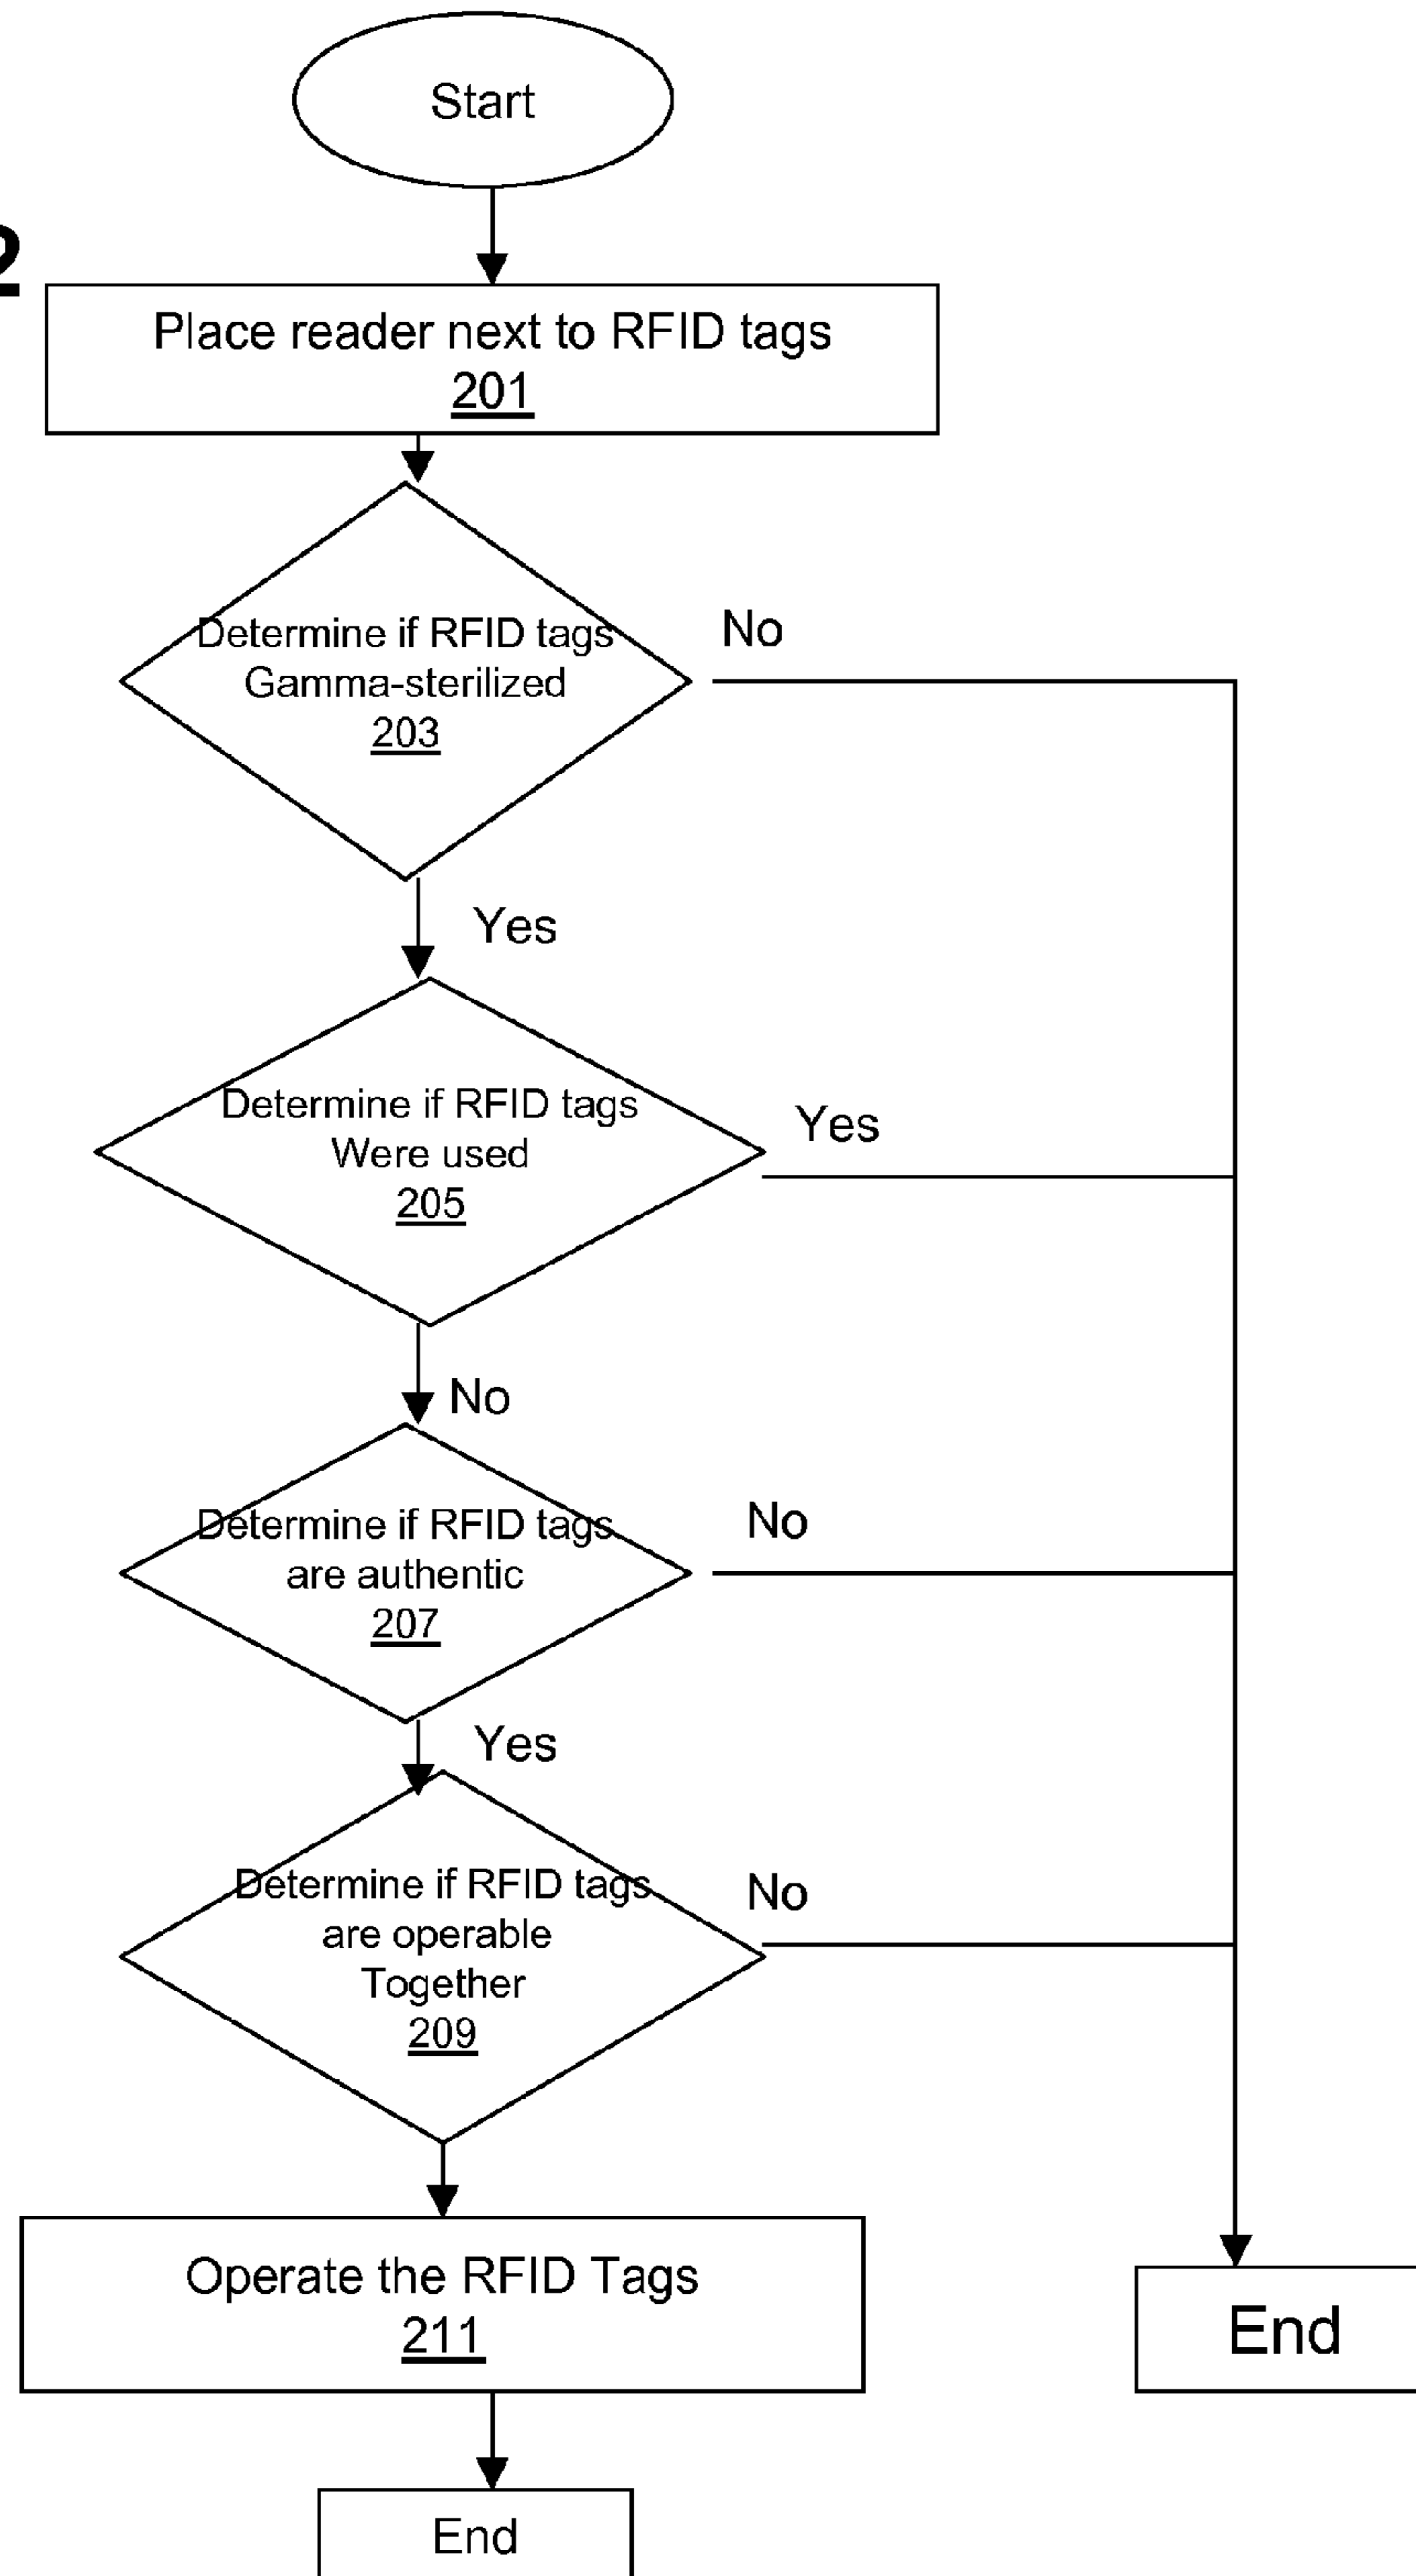 Start
2
Place reader next to RFID tags
201
Determine if RFID tags
Gamma-sterilized
203
No
Yes
Determine if RFID tags
Were used
205
Yes
No
Determine if RFID tags
are authentic
207
No
Yes
Determine if RFID tags
are operable
Together
209
No
Operate the RFID Tags
211
End
End